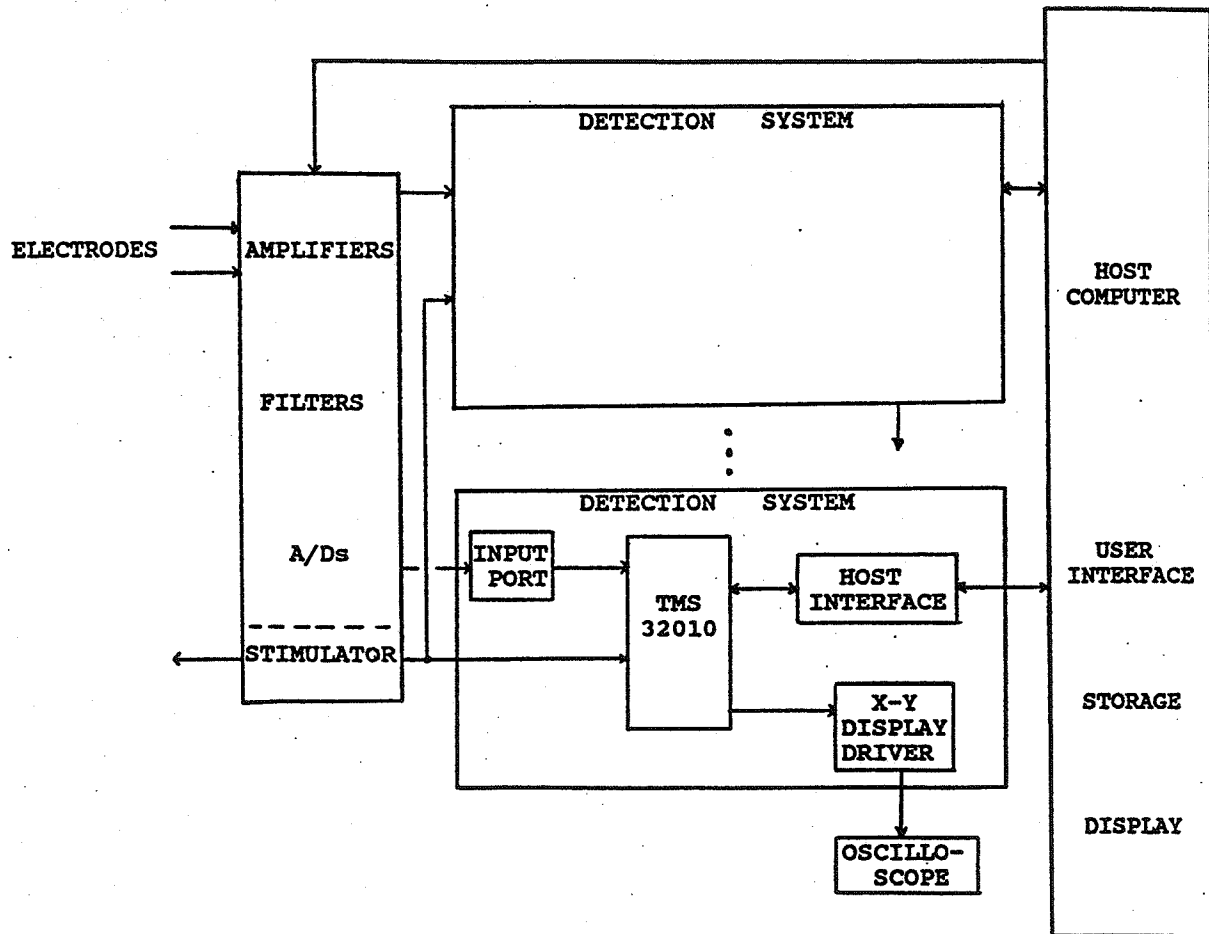 DETECTION SYSTEM
ELECTRODES
AMPLIFIERS
FILTERS
A/Ds
STIMULATOR
DETECTION SYSTEM
INPUT
PORT
TMS
32010
HOST
INTERFACE
X-Y
DISPLAY
DRIVER
OSCILLO-
SCOPE
HOST
COMPUTER
USER
INTERFACE
STORAGE
DISPLAY